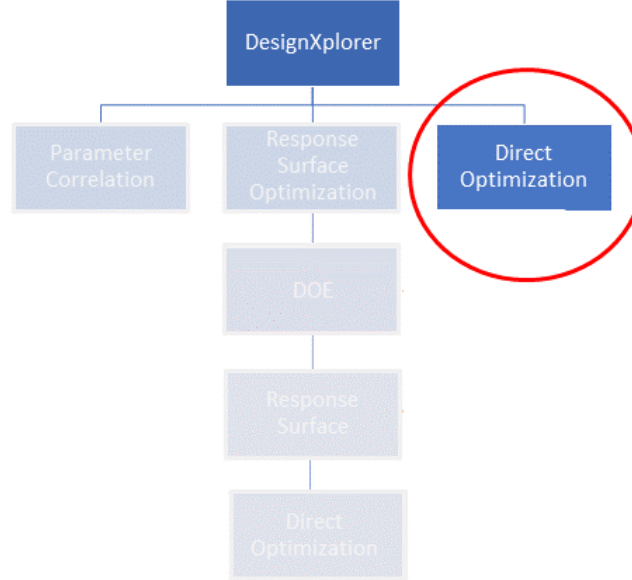 DesignXplorer
Parameter
Correlation
Response
Surface
Optimization
Direct
Optimization
DOE
Response
Surface
Direct
Optimization